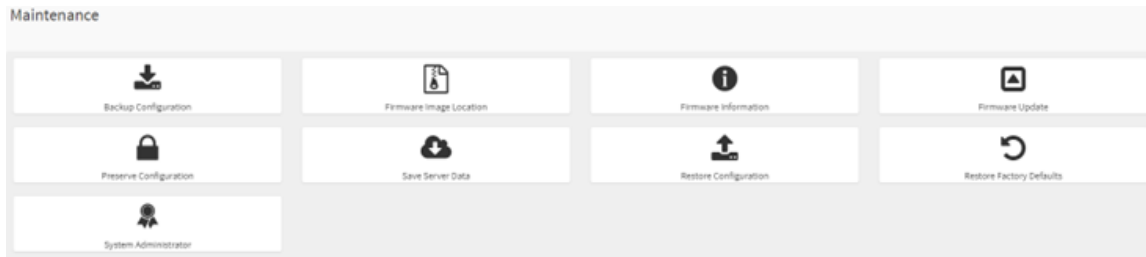 Maintenance
Backup Configuration
Firmware Image Location
Firmware Information
Firmware Update
Preserve Configuration
Save Server Data
Restore Configuration
Restore Factory Defaults
System Administrator